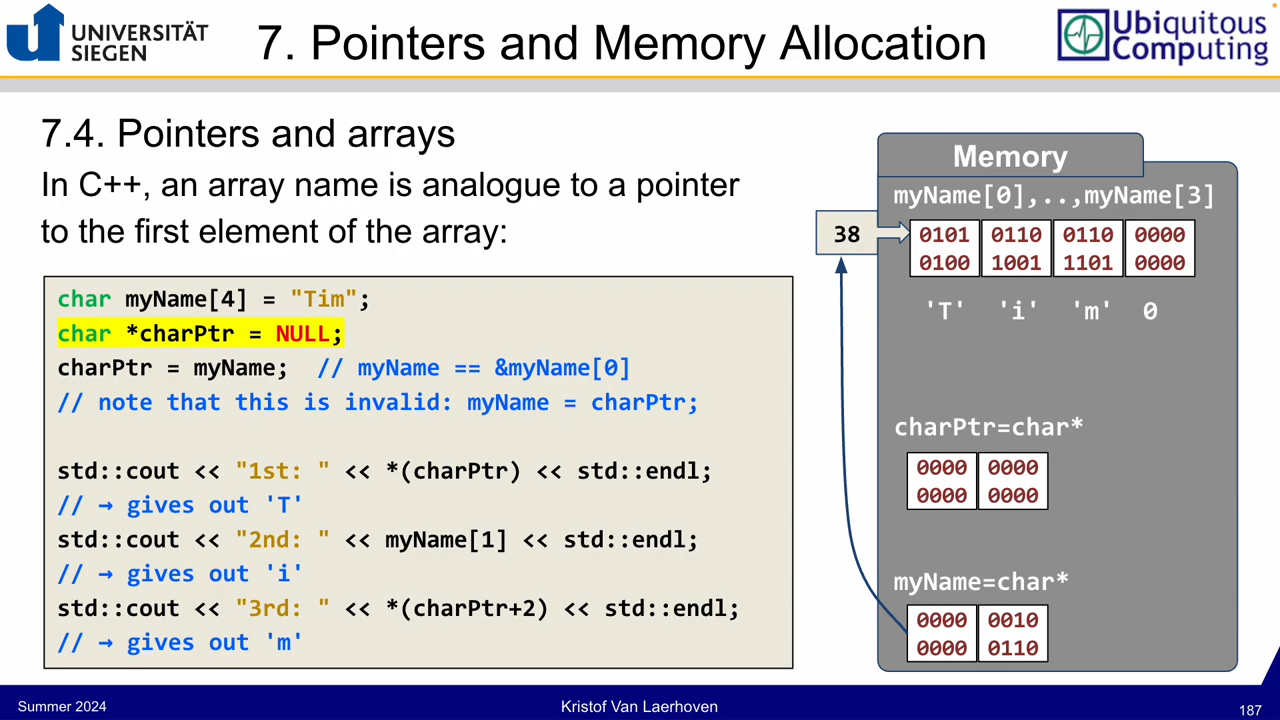 UNIVERSITÄT
SIEGEN
7. Pointers and Memory Allocation
Ubiquitous
Computing
7.4. Pointers and arrays
In C++, an array name is analogue to a pointer
to the first element of the array:
char myName[4] = "Tim";
char *charPtr = NULL;
charPtr = myName;  // myName == &myName[0]
// note that this is invalid: myName = charPtr;
std::cout << "1st: " << *(charPtr) << std::endl;
// → gives out 'T'
std::cout << "2nd: " << myName[1] << std::endl;
// → gives out 'i'
std::cout << "3rd: " << *(charPtr+2) << std::endl;
// → gives out 'm'
Memory
myName[0],..,myName[3]
38
0101 0110 0110 0000
0100 1001 1101 0000
'T' 'i' 'm' 0
charPtr=char*
0000 0000
0000 0000
myName=char*
0000 0010
0000 0110
Summer 2024
Kristof Van Laerhoven
187